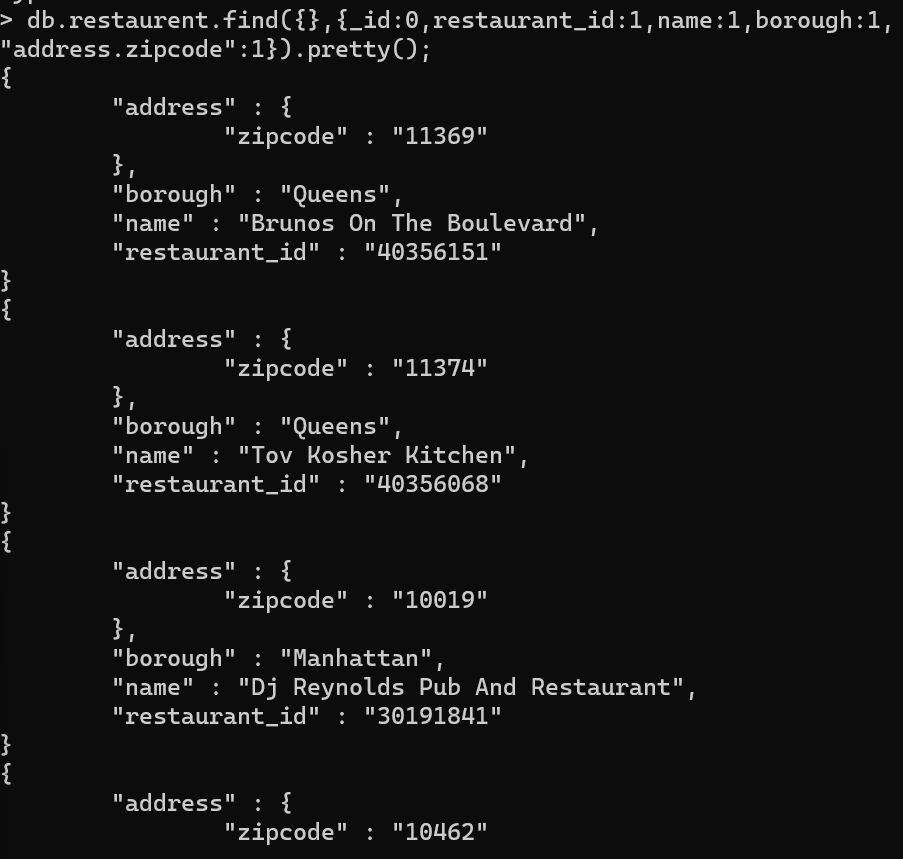 > db.restaurent.find({},{_id:0,restaurant_id:1,name:1,borough:1,
"address.zipcode":1}).pretty();
{
        "address" : {
                "zipcode" : "11369"
        },
        "borough" : "Queens",
        "name" : "Brunos On The Boulevard",
        "restaurant_id" : "40356151"
}
{
        "address" : {
                "zipcode" : "11374"
        },
        "borough" : "Queens",
        "name" : "Tov Kosher Kitchen",
        "restaurant_id" : "40356068"
}
{
        "address" : {
                "zipcode" : "10019"
        },
        "borough" : "Manhattan",
        "name" : "Dj Reynolds Pub And Restaurant",
        "restaurant_id" : "30191841"
}
{
        "address" : {
                "zipcode" : "10462"